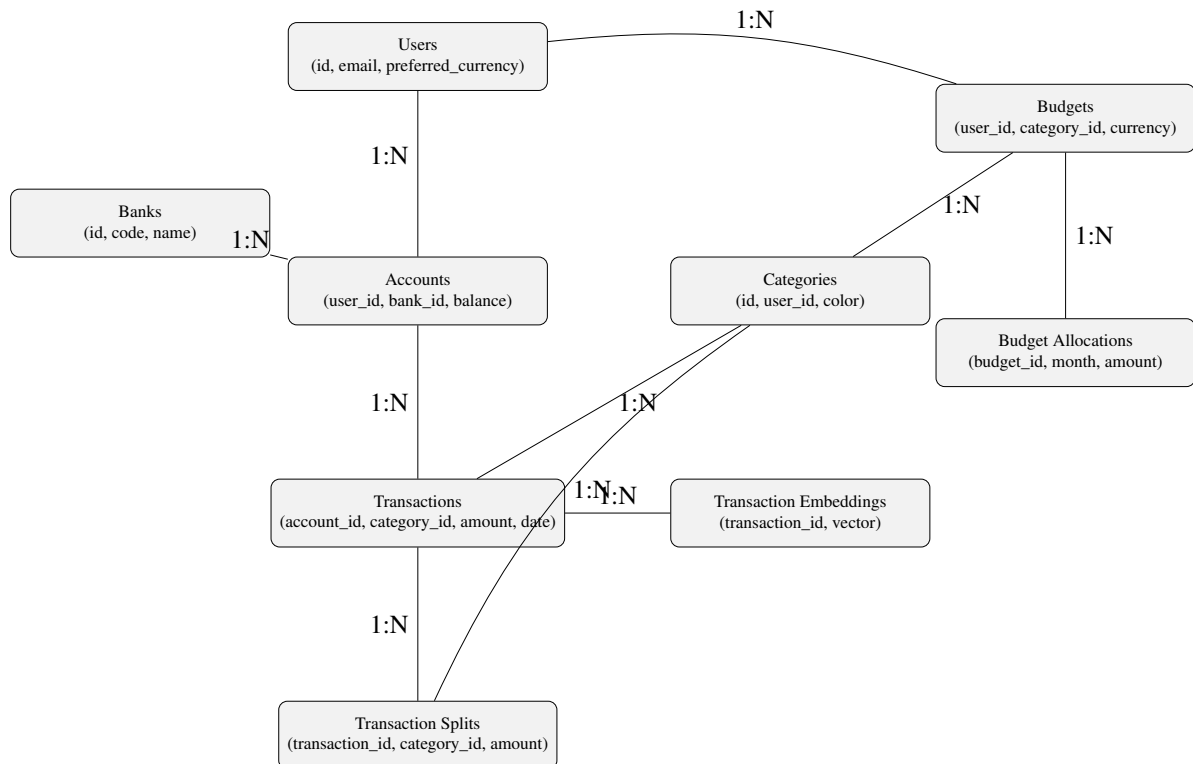 1:N
Users
(id, email, preferred_currency)
Budgets
(user_id, category_id, currency)
1:N
Banks
(id, code, name)
1:N
1:N
1:N
Accounts
(user_id, bank_id, balance)
Categories
(id, user_id, color)
Budget Allocations
(budget_id, month, amount)
1:N
1:N
Transactions
(account_id, category_id, amount, date)
1:N
1:N
Transaction Embeddings
(transaction_id, vector)
1:N
Transaction Splits
(transaction_id, category_id, amount)